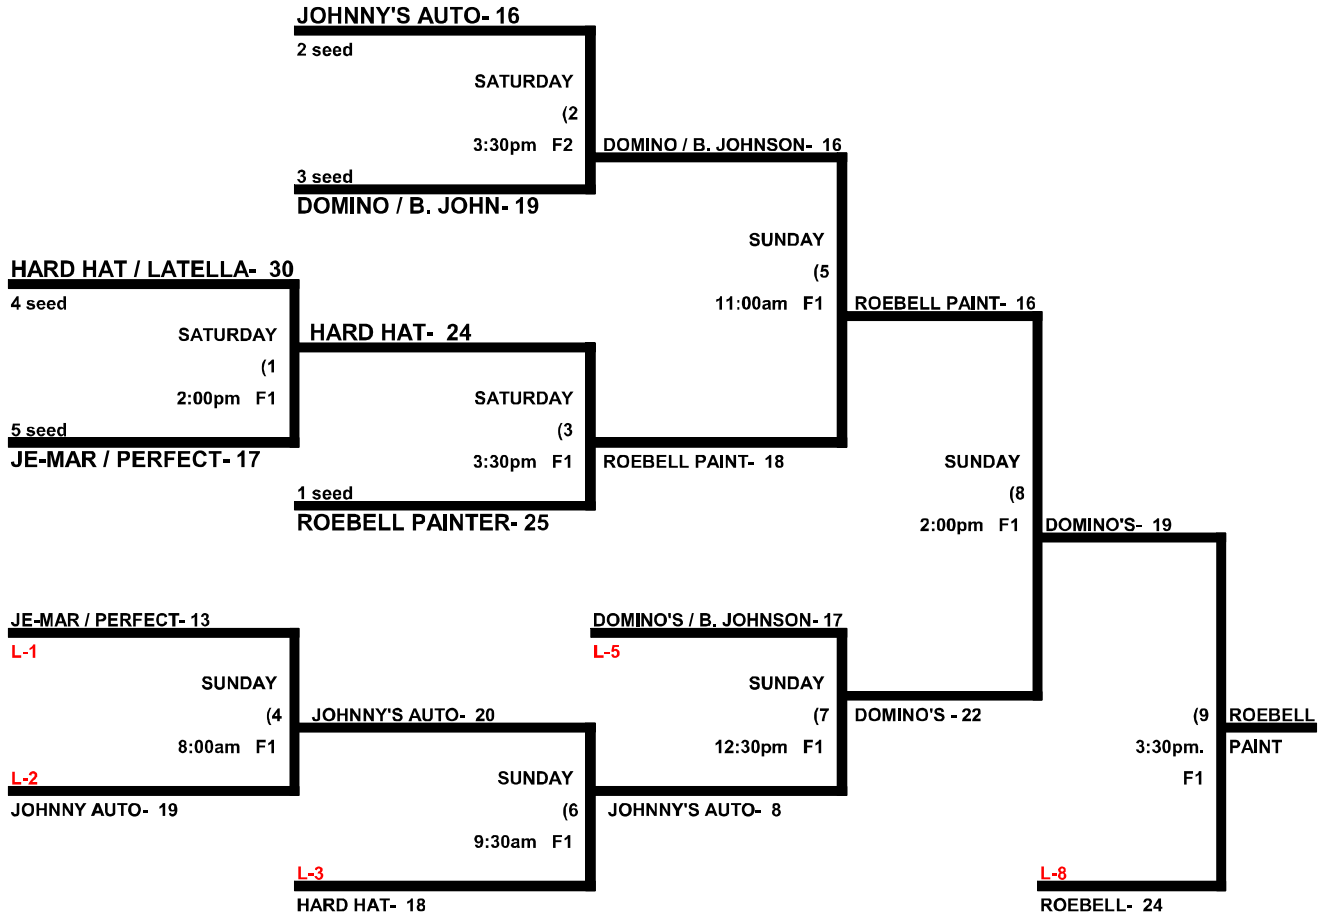 JOHNNY'S AUTO- 16
2 seed
SATURDAY
(2
3:30pm F2
DOMINO / B. JOHNSON- 16
3 seed
DOMINO / B. JOHN- 19
SUNDAY
(5
11:00am F1
HARD HAT / LATELLA- 30
4 seed
SATURDAY
(1
2:00pm F1
5 seed
JE-MAR / PERFECT- 17
HARD HAT- 24
SATURDAY
(3
3:30pm F1
1 seed
ROEBELL PAINTER- 25
ROEBELL PAINT- 18
ROEBELL PAINT- 16
SUNDAY
(8
2:00pm F1
DOMINO'S- 19
JE-MAR / PERFECT- 13
L-1
SUNDAY
(4
8:00am F1
L-2
JOHNNY AUTO- 19
JOHNNY'S AUTO- 20
SUNDAY
(6
9:30am F1
L-3
HARD HAT- 18
DOMINO'S / B. JOHNSON- 17
L-5
SUNDAY
(7
12:30pm F1
JOHNNY'S AUTO- 8
DOMINO'S - 22
(9
3:30pm.
F1
ROEBELL
PAINT
L-8
ROEBELL- 24